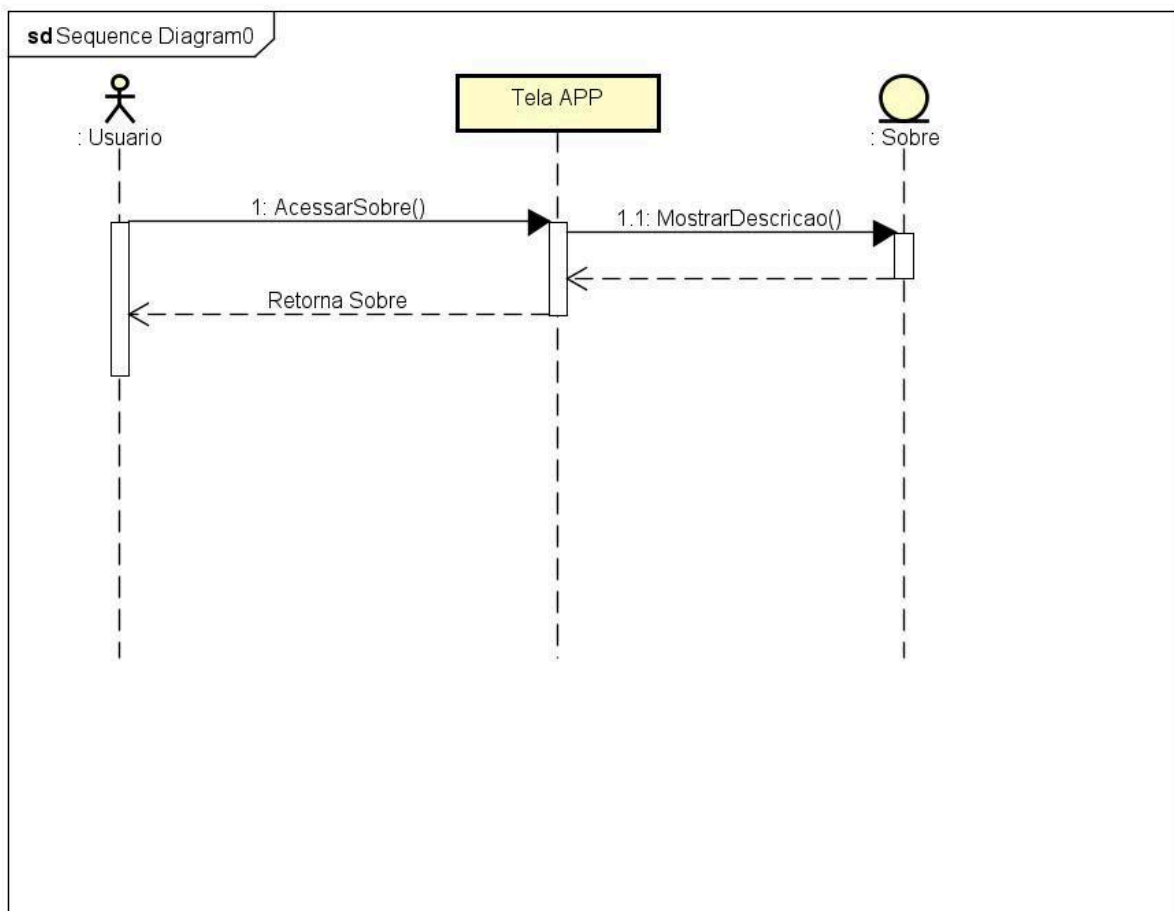 sd Sequence Diagram0
: Usuario
Tela APP
: Sobre
1: AcessarSobre()
1.1: MostrarDescricao()
Retorna Sobre